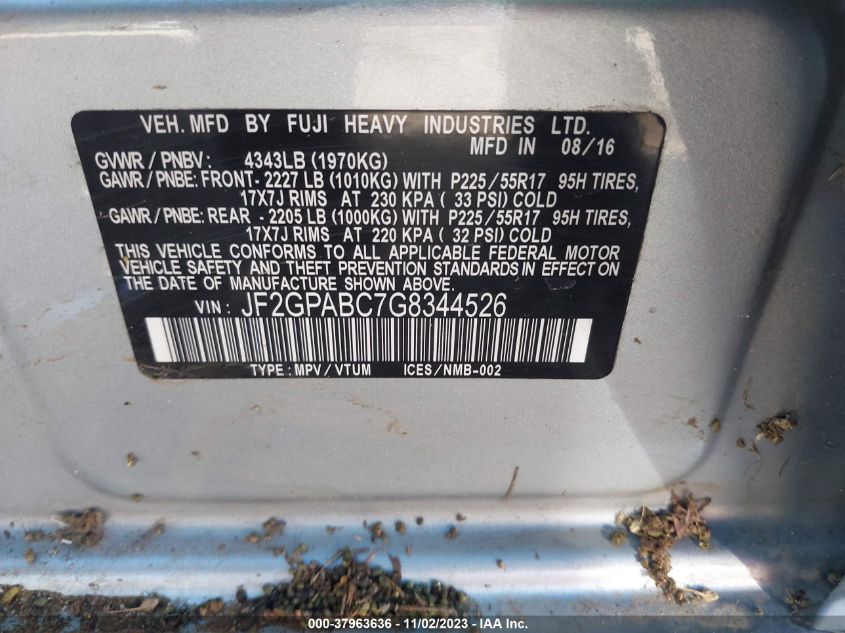 VEH. MFD BY FUJI HEAVY INDUSTRIES LTD.
MFD IN 08/16
GVWR / PNBV : 4343LB (1970KG)
GAWR / PNBE: FRONT- 2227 LB (1010KG) WITH P225/55R17 95H TIRES,
17X7J RIMS AT 230 KPA ( 33 PSI) COLD
GAWR / PNBE: REAR - 2205 LB (1000KG) WITH P225/55R17 95H TIRES,
17X7J RIMS AT 220 KPA ( 32 PSI) COLD
THIS VEHICLE CONFORMS TO ALL APPLICABLE FEDERAL MOTOR
VEHICLE SAFETY AND THEFT PREVENTION STANDARDS IN EFFECT ON
THE DATE OF MANUFACTURE SHOWN ABOVE.
VIN : JF2GPABC7G8344526
TYPE : MPV / VTUM ICES / NMB-002
000-37963636 - 11/02/2023 - IAA Inc.